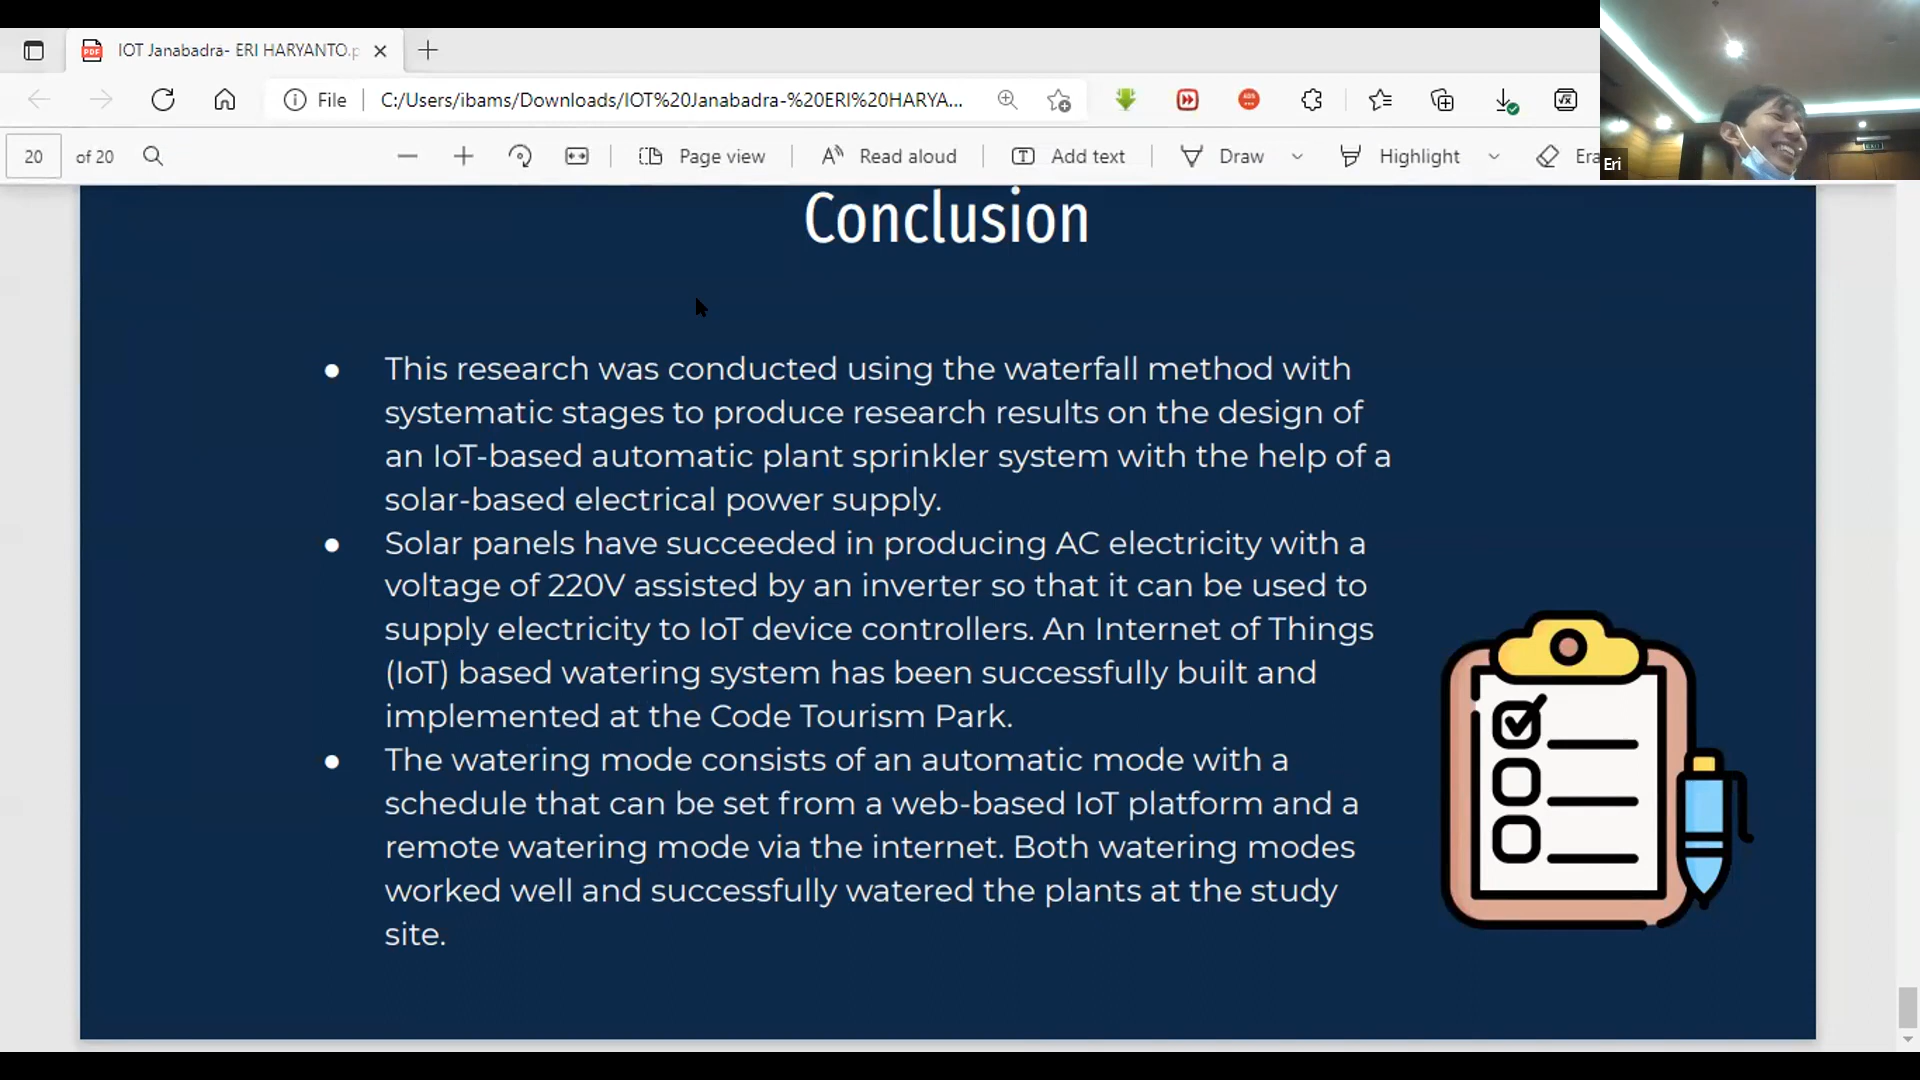 IOT Janabadra- ERI HARYANTO.p
File
C:/Users/ibams/Downloads/IOT%20Janabadra-%20ERI%20HARYA...
20 of 20
Page view
Read aloud
Add text
Draw
Highlight
Era
Eri
Conclusion
● This research was conducted using the waterfall method with
systematic stages to produce research results on the design of
an IoT-based automatic plant sprinkler system with the help of a
solar-based electrical power supply.
● Solar panels have succeeded in producing AC electricity with a
voltage of 220V assisted by an inverter so that it can be used to
supply electricity to IoT device controllers. An Internet of Things
(IoT) based watering system has been successfully built and
implemented at the Code Tourism Park.
● The watering mode consists of an automatic mode with a
schedule that can be set from a web-based IoT platform and a
remote watering mode via the internet. Both watering modes
worked well and successfully watered the plants at the study
site.